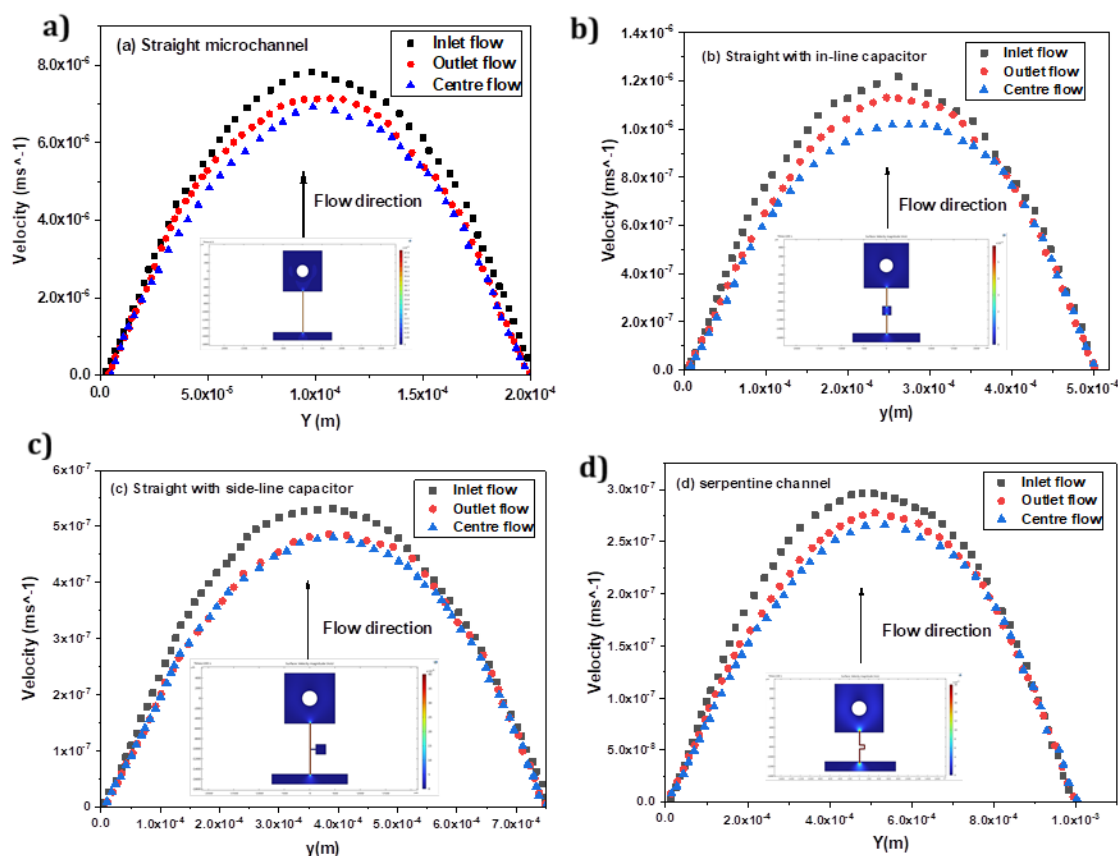 a)
(a) Straight microchannel
Inlet flow
Outlet flow
Centre flow
8.0x10⁻⁶
6.0x10⁻⁶
4.0x10⁻⁶
2.0x10⁻⁶
0.0
Velocity (ms^-1)
Flow direction
0.0
5.0x10⁻⁵
1.0x10⁻⁴
1.5x10⁻⁴
2.0x10⁻⁴
Y (m)
b)
(b) Straight with in-line capacitor
Inlet flow
Outlet flow
Centre flow
1.4x10⁻⁶
1.2x10⁻⁶
1.0x10⁻⁶
8.0x10⁻⁷
6.0x10⁻⁷
4.0x10⁻⁷
2.0x10⁻⁷
0.0
Velocity (ms^-1)
Flow direction
Surface: Velocity magnitude (m/s)
0.0
1.0x10⁻⁴
2.0x10⁻⁴
3.0x10⁻⁴
4.0x10⁻⁴
5.0x10⁻⁴
y(m)
c)
(c) Straight with side-line capacitor
Inlet flow
Outlet flow
Centre flow
6x10⁻⁷
5x10⁻⁷
4x10⁻⁷
3x10⁻⁷
2x10⁻⁷
1x10⁻⁷
0
Velocity (ms^-1)
Flow direction
Surface: Velocity magnitude (m/s)
0.0
1.0x10⁻⁴
2.0x10⁻⁴
3.0x10⁻⁴
4.0x10⁻⁴
5.0x10⁻⁴
6.0x10⁻⁴
7.0x10⁻⁴
y(m)
d)
(d) serpentine channel
Inlet flow
Outlet flow
Centre flow
3.0x10⁻⁷
2.5x10⁻⁷
2.0x10⁻⁷
1.5x10⁻⁷
1.0x10⁻⁷
5.0x10⁻⁸
0.0
Velocity (ms^-1)
Flow direction
0.0
2.0x10⁻⁴
4.0x10⁻⁴
6.0x10⁻⁴
8.0x10⁻⁴
1.0x10⁻³
Y(m)